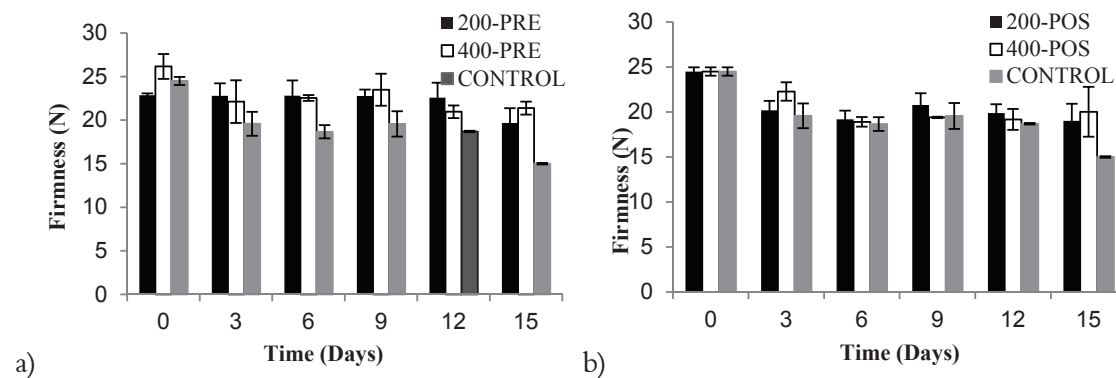 30
25
20
15
10
5
0
Firmness (N)
200-PRE
400-PRE
CONTROL
0 3 6 9 12 15
Time (Days)
a)
30
25
20
15
10
5
0
Firmness (N)
200-POS
400-POS
CONTROL
0 3 6 9 12 15
Time (Days)
b)